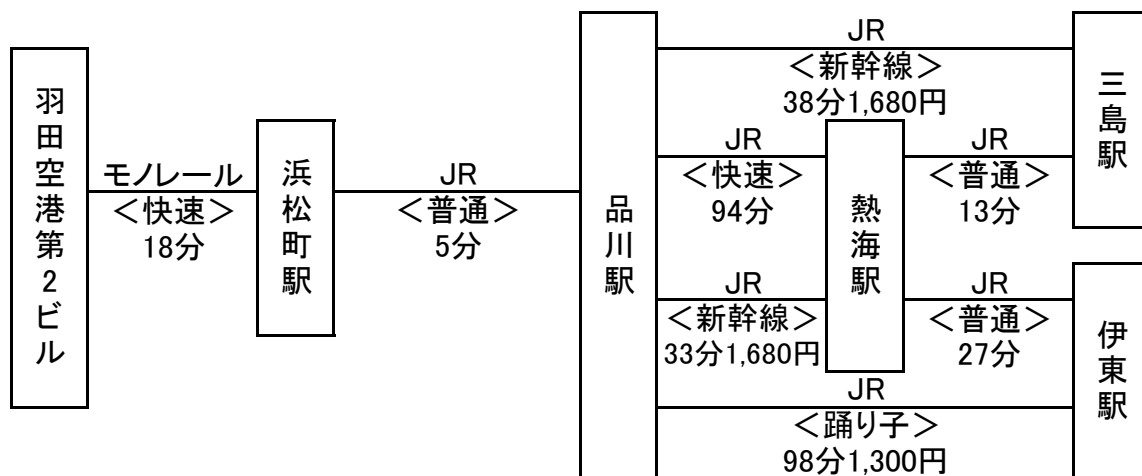 羽田空港第2ビル
モノレール
＜快速＞
18分
浜松町駅
JR
＜普通＞
5分
品川駅
JR
＜新幹線＞
38分1,680円
JR
＜快速＞
94分
JR
＜新幹線＞
33分1,680円
熱海駅
JR
＜普通＞
13分
JR
＜普通＞
27分
JR
＜踊り子＞
98分1,300円
三島駅
伊東駅